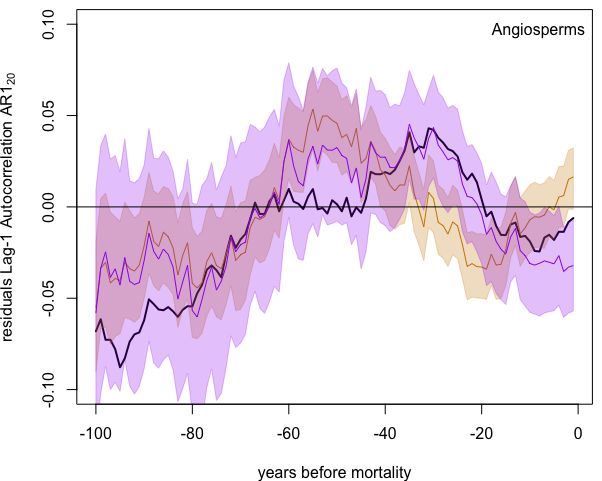 Angiosperms
residuals Lag-1 Autocorrelation AR1₂₀
0.10
0.05
0.00
-0.05
-0.10
-100 -80 -60 -40 -20 0
years before mortality